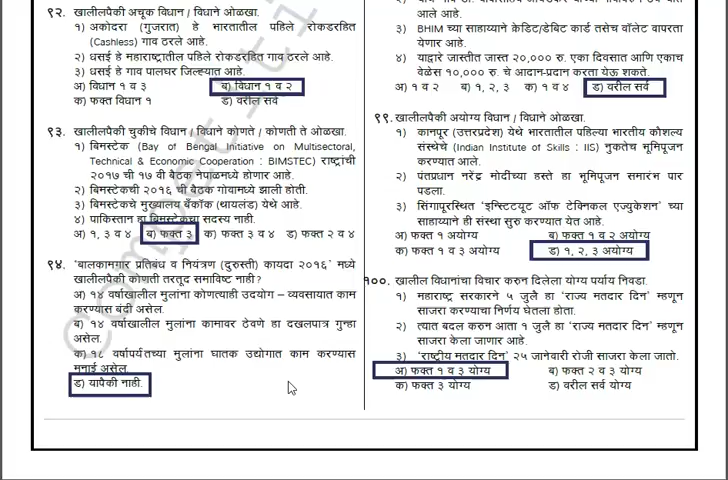 ९२. खालीलपैकी अचूक विधान / विधाने ओळखा.
१) अकोदरा (गुजरात) हे भारतातील पहिले रोकडरहित
(Cashless) गाव ठरले आहे.
२) धसई हे महाराष्ट्रातील पहिले रोकडरहित गाव ठरले आहे.
३) धसई हे गाव पालघर जिल्ह्यात आहे.
अ) विधान १ व ३ ब) विधान १ व २
क) फक्त विधान १ ड) वरील सर्व
९३. खालीलपैकी चुकीचे विधान / विधाने कोणते / कोणती ते ओळखा.
१) बिमस्टेक (Bay of Bengal Initiative on Multisectoral,
Technical & Economic Cooperation : BIMSTEC) राष्ट्रांची
२०१७ ची १७ वी बैठक नेपाळमध्ये होणार आहे.
२) बिमस्टेकची २०१६ ची बैठक गोयामध्ये झाली होती.
३) बिमस्टेकचे मुख्यालय बँकॉक (थायलंड) येथे आहे.
४) पाकिस्तान हा बिमस्टेकचा सदस्य नाही.
अ) १, ३ व ४ ब) फक्त ३ क) फक्त ३ व ४ ड) फक्त २ व ४
९४. 'बालकामगार प्रतिबंध व नियंत्रण (दुरुस्ती) कायदा २०१६' मध्ये
खालीलपैकी कोणती तरतूद समाविष्ट नाही?
अ) १४ वर्षाखालील मुलांना कोणत्याही उदयोग – व्यवसायात काम
करण्यास बंदी असेल.
ब) १४ वर्षाखालील मुलांना कामावर ठेवणे हा दखलपात्र गुन्हा
असेल.
क) १८ वर्षापर्यंतच्या मुलांना घातक उद्योगात काम करण्यास
मनाई असेल.
ड) यापैकी नाही.
आले आहे.
३) BHIM च्या साहाय्याने क्रेडिट/डेबिट कार्ड तसेच वॉलेट वापरता
येणार आहे.
४) याद्वारे जास्तीत जास्त २०,००० रु. एका दिवसात आणि एकाच
वेळेस १०,००० रु. चे आदान-प्रदान करता येऊ शकते.
अ) १ व २ ब) १, २, ३ क) १ व ४ ड) वरील सर्व
९९. खालीलपैकी अयोग्य विधान / विधाने ओळखा.
१) कानपूर (उत्तरप्रदेश) येथे भारतातील पहिल्या भारतीय कौशल्य
संस्थेचे (Indian Institute of Skills : IIS) नुकतेच भूमिपूजन
करण्यात आले.
२) पंतप्रधान नरेंद्र मोदीच्या हस्ते हा भूमिपूजन समारंभ पार
पडला.
३) सिंगापूरस्थित 'इन्स्टिटयूट ऑफ टेक्निकल एज्युकेशन' च्या
साहाय्याने ही संस्था सुरु करण्यात येत आहे.
अ) फक्त १ अयोग्य ब) फक्त १ व २ अयोग्य
क) फक्त १ व ३ अयोग्य ड) १, २, ३ अयोग्य
१००. खालील विधानांचा विचार करुन दिलेला योग्य पर्याय निवडा.
१) महाराष्ट्र सरकारने ५ जुलै हा 'राज्य मतदार दिन' म्हणून
साजरा करण्याचा निर्णय घेतला होता.
२) त्यात बदल करुन आता १ जुलै हा 'राज्य मतदार दिन' म्हणून
साजरा केला जाणार आहे.
३) 'राष्ट्रीय मतदार दिन' २५ जानेवारी रोजी साजरा केला जातो.
अ) फक्त १ व ३ योग्य ब) फक्त २ व ३ योग्य
क) फक्त ३ योग्य ड) वरील सर्व योग्य